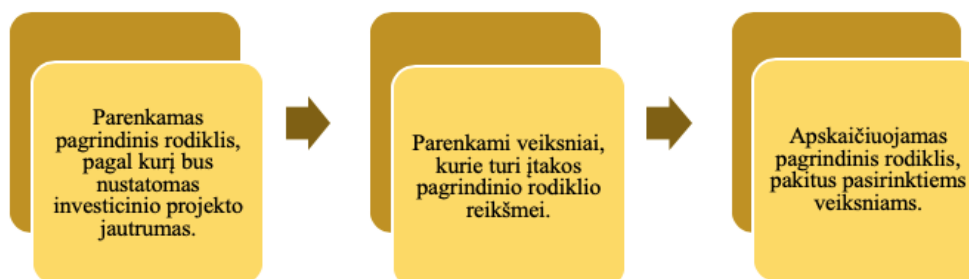 Parenkamas
pagrindinis rodiklis,
pagal kurį bus
nustatomas
investicinio projekto
jautrumas.
Parenkami veiksniai,
kurie turi įtakos
pagrindinio rodiklio
reikšmei.
Apskaičiuojamas
pagrindinis rodiklis,
pakitus pasirinktiems
veiksniams.